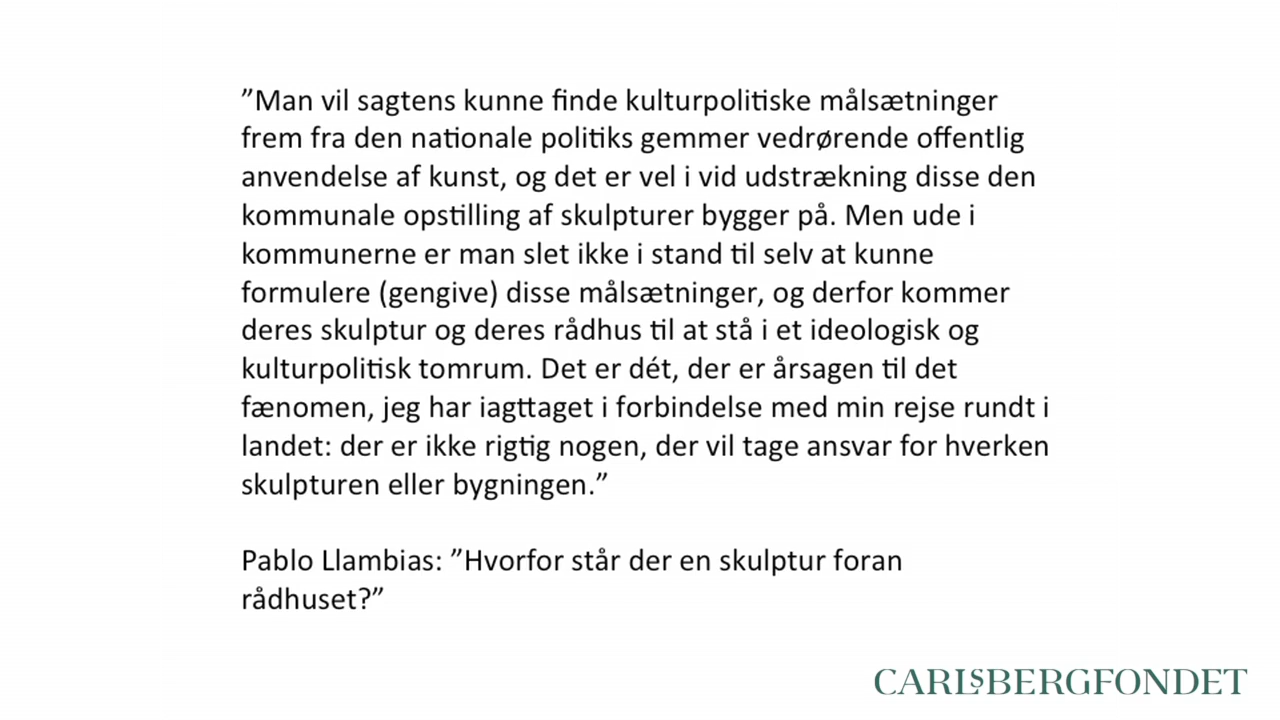 ”Man vil sagtens kunne finde kulturpolitiske målsætninger
frem fra den nationale politiks gemmer vedrørende offentlig
anvendelse af kunst, og det er vel i vid udstrækning disse den
kommunale opstilling af skulpturer bygger på. Men ude i
kommunerne er man slet ikke i stand til selv at kunne
formulere (gengive) disse målsætninger, og derfor kommer
deres skulptur og deres rådhus til at stå i et ideologisk og
kulturpolitisk tomrum. Det er dét, der er årsagen til det
fænomen, jeg har iagttaget i forbindelse med min rejse rundt i
landet: der er ikke rigtig nogen, der vil tage ansvar for hverken
skulpturen eller bygningen.”
Pablo Llambias: ”Hvorfor står der en skulptur foran
rådhuset?”
CARLSBERGFONDET